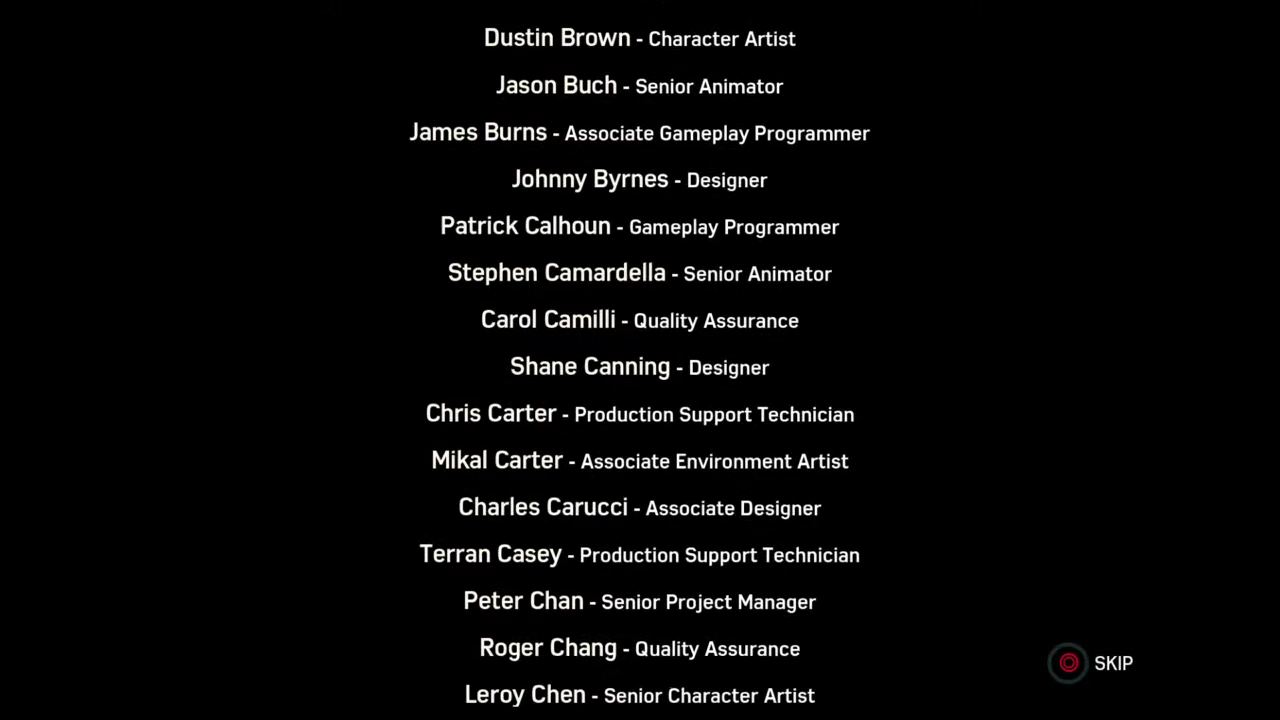 Dustin Brown - Character Artist
Jason Buch - Senior Animator
James Burns - Associate Gameplay Programmer
Johnny Byrnes - Designer
Patrick Calhoun - Gameplay Programmer
Stephen Camardella - Senior Animator
Carol Camilli - Quality Assurance
Shane Canning - Designer
Chris Carter - Production Support Technician
Mikal Carter - Associate Environment Artist
Charles Carucci - Associate Designer
Terran Casey - Production Support Technician
Peter Chan - Senior Project Manager
Roger Chang - Quality Assurance
SKIP
Leroy Chen - Senior Character Artist